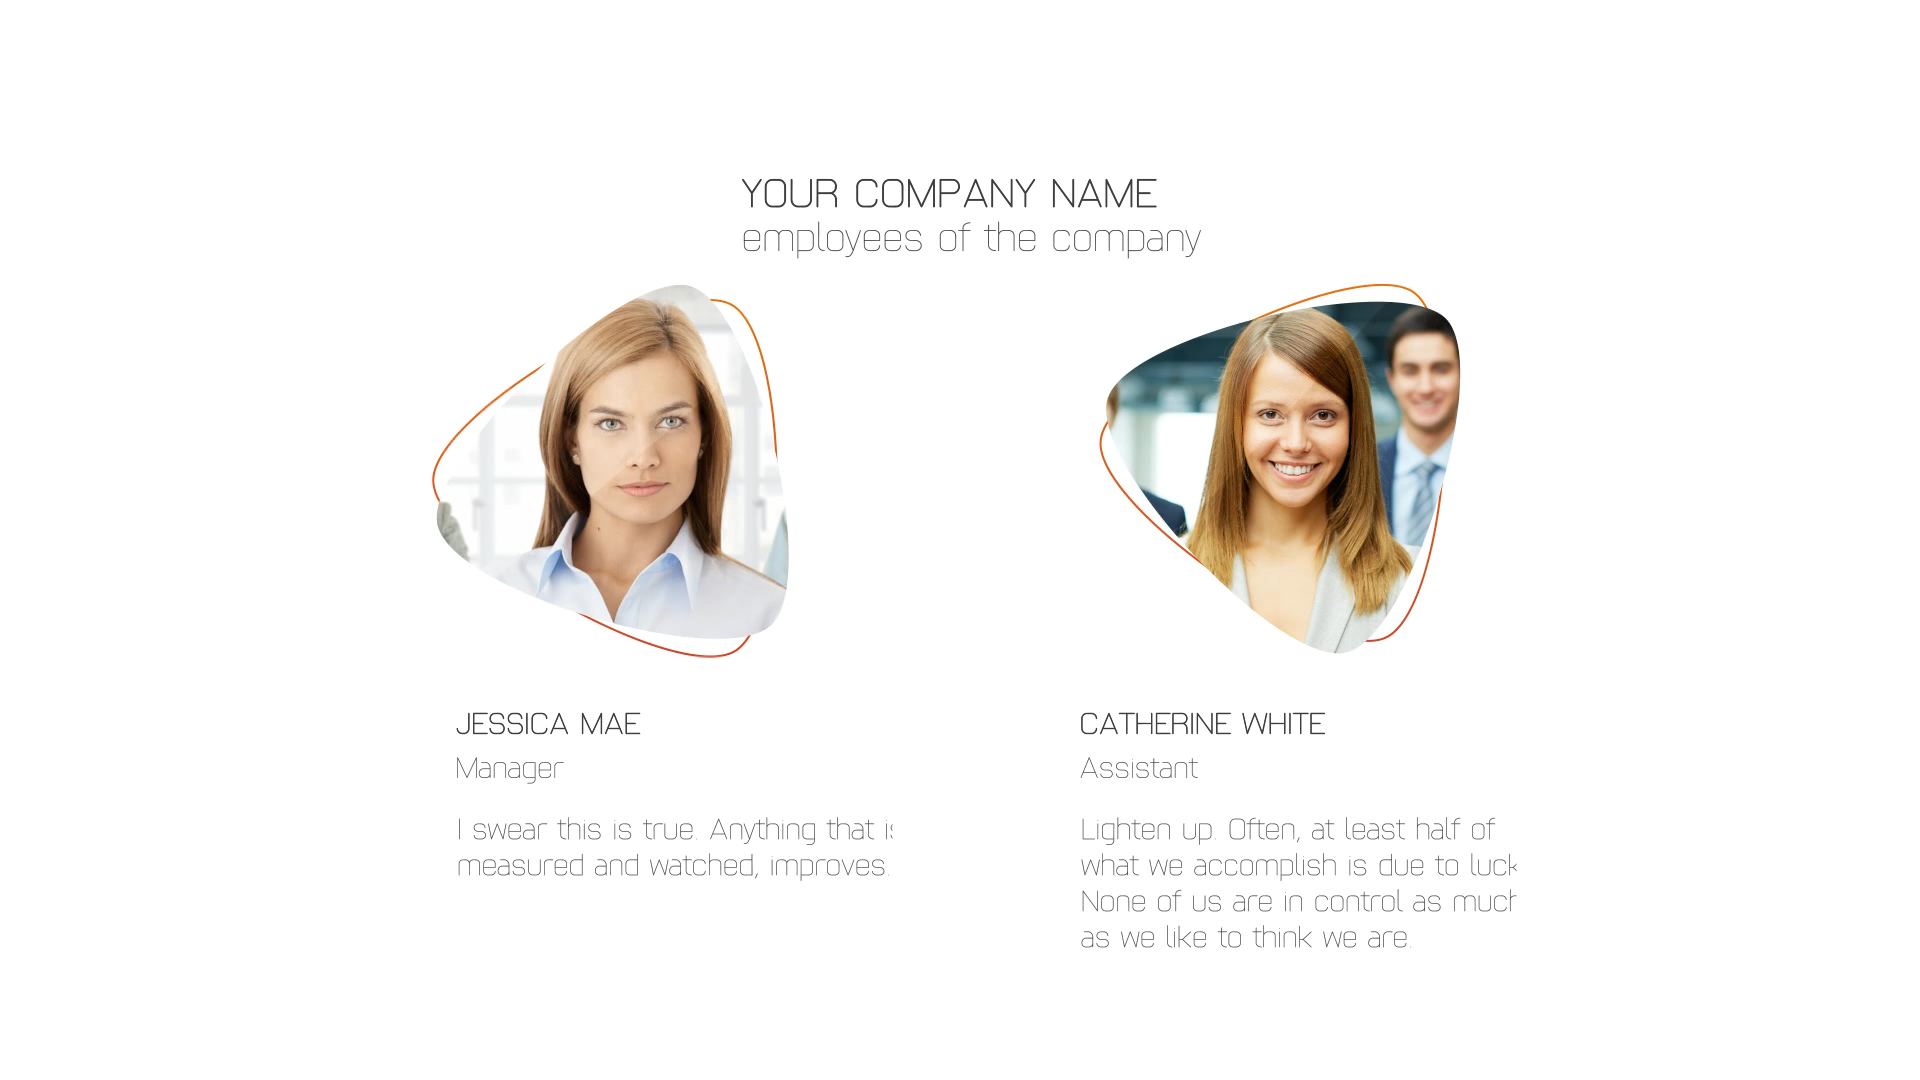 YOUR COMPANY NAME
employees of the company
JESSICA MAE
Manager
I swear this is true. Anything that is
measured and watched, improves.
CATHERINE WHITE
Assistant
Lighten up. Often, at least half of
what we accomplish is due to luck
None of us are in control as much
as we like to think we are.